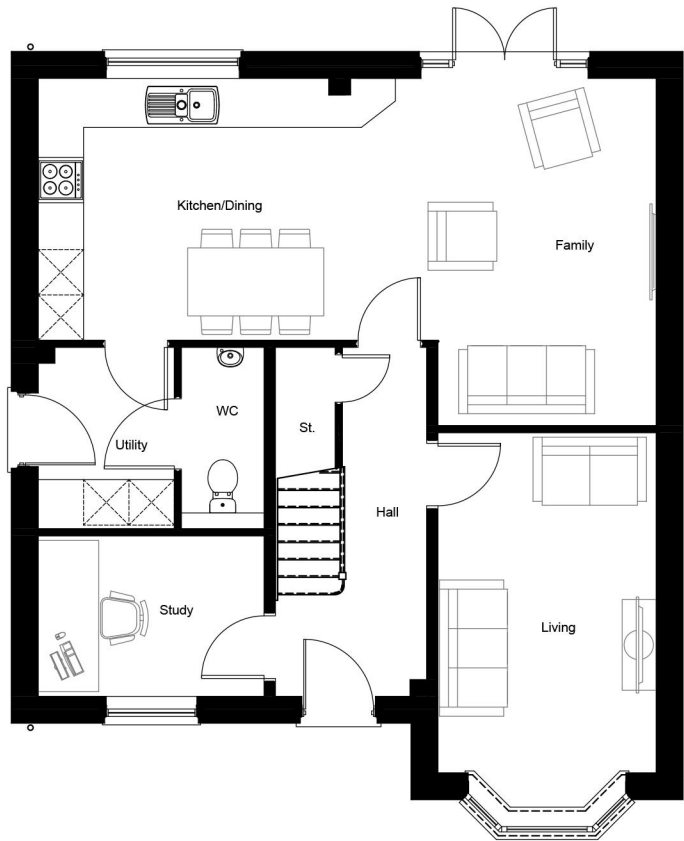 Kitchen/Dining
Family
WC
St.
Utility
Hall
Study
Living